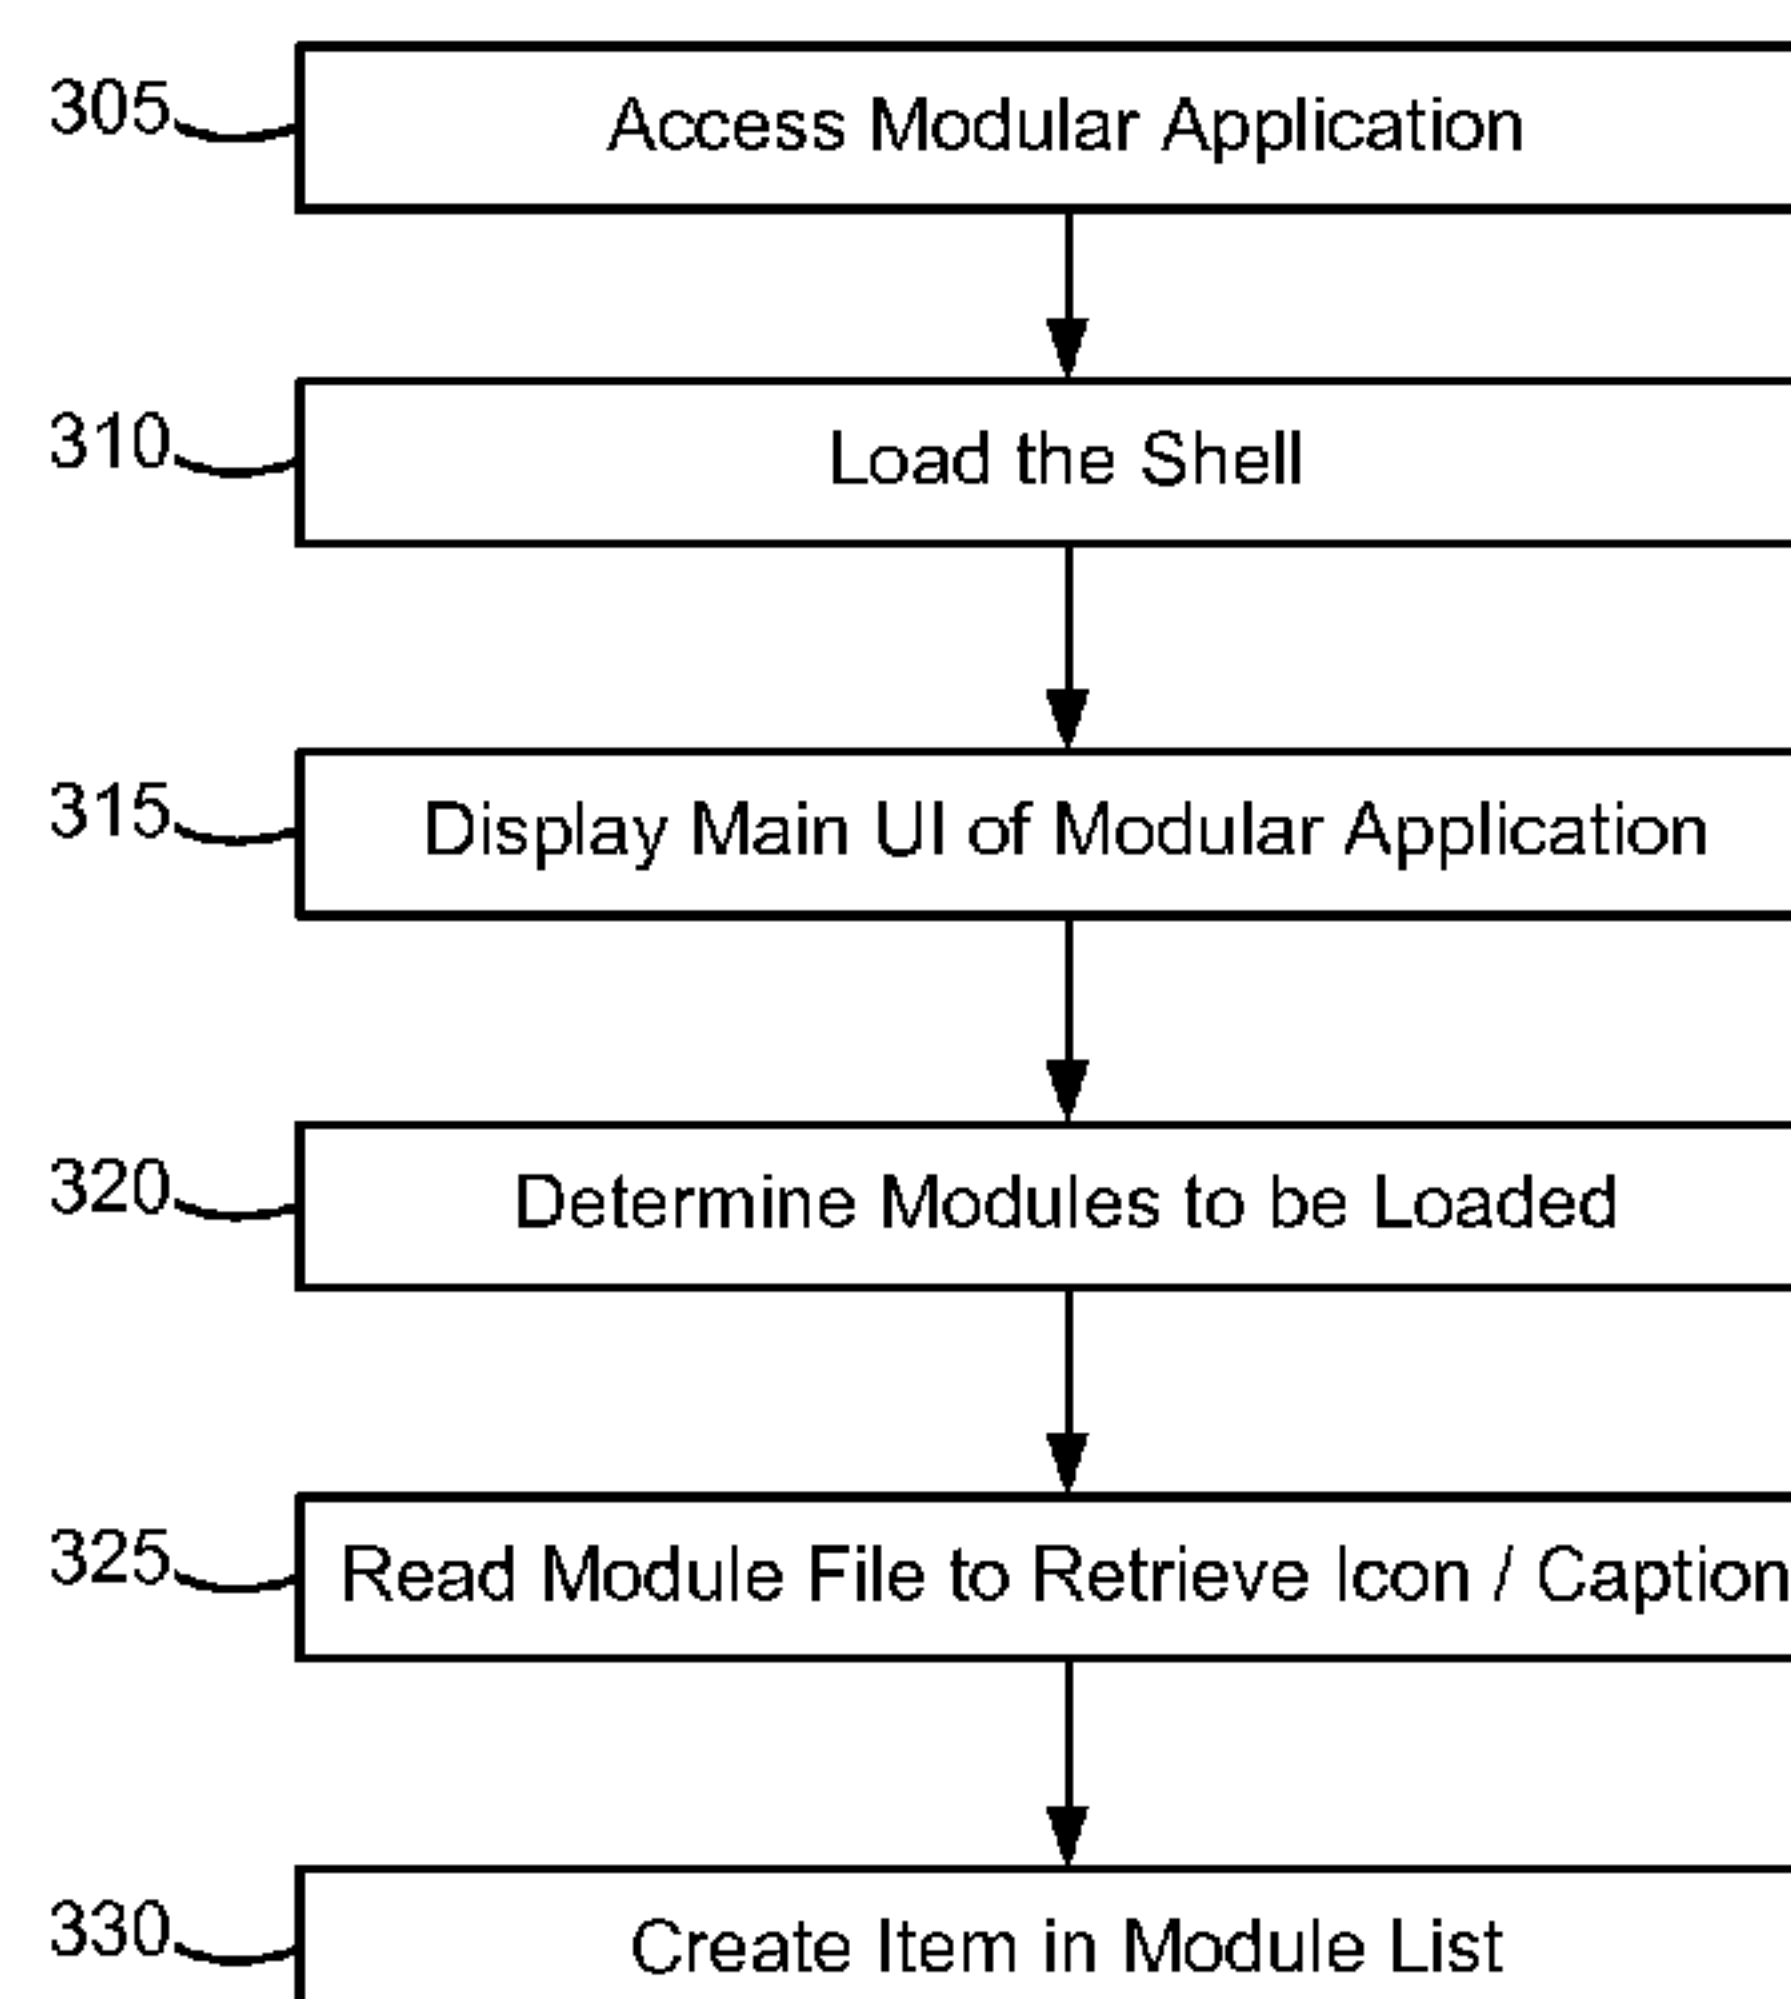 305
Access Modular Application
310
Load the Shell
315
Display Main UI of Modular Application
320
Determine Modules to be Loaded
325
Read Module File to Retrieve Icon / Caption
330
Create Item in Module List